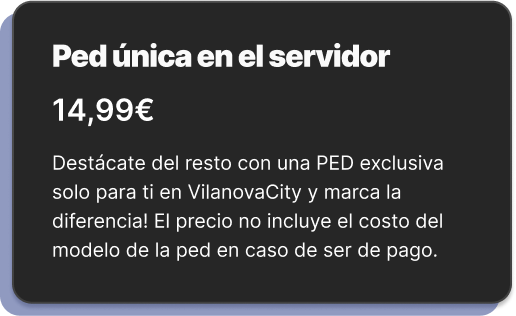 Ped única en el servidor
14,99€
Destácate del resto con una PED exclusiva
solo para ti en VilanovaCity y marca la
diferencia! El precio no incluye el costo del
modelo de la ped en caso de ser de pago.